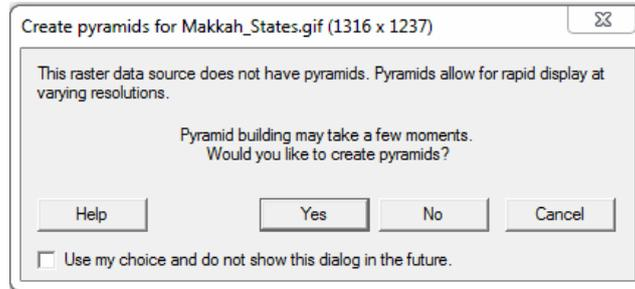 Create pyramids for Makkah_States.gif (1316 x 1237)
This raster data source does not have pyramids. Pyramids allow for rapid display at
varying resolutions.
Pyramid building may take a few moments.
Would you like to create pyramids?
Help Yes No Cancel
Use my choice and do not show this dialog in the future.